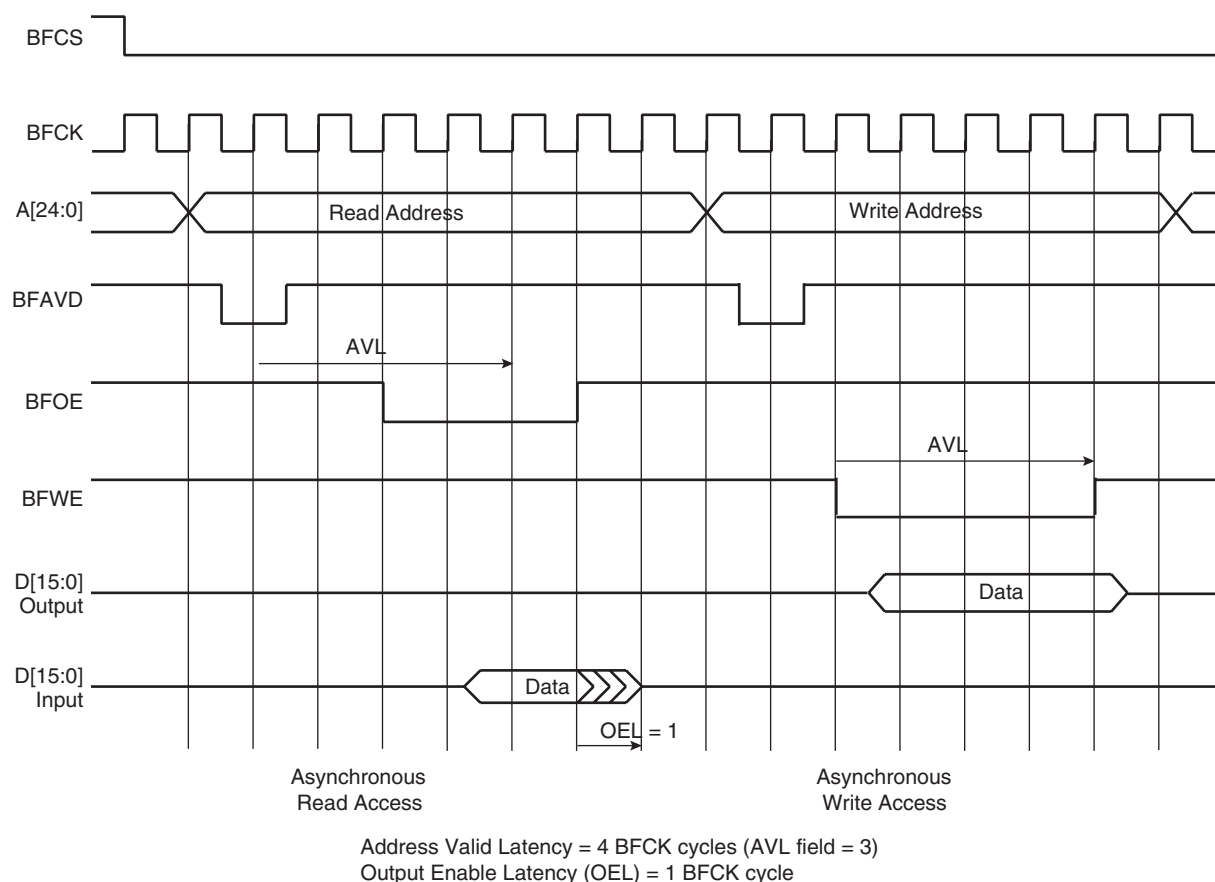 BFCS
BFCK
A[24:0]
Read Address
Write Address
BFAVD
AVL
BFOE
AVL
BFWE
D[15:0]
Output
Data
D[15:0]
Input
Data
OEL = 1
Asynchronous
Read Access
Asynchronous
Write Access
Address Valid Latency = 4 BFCK cycles (AVL field = 3)
Output Enable Latency (OEL) = 1 BFCK cycle